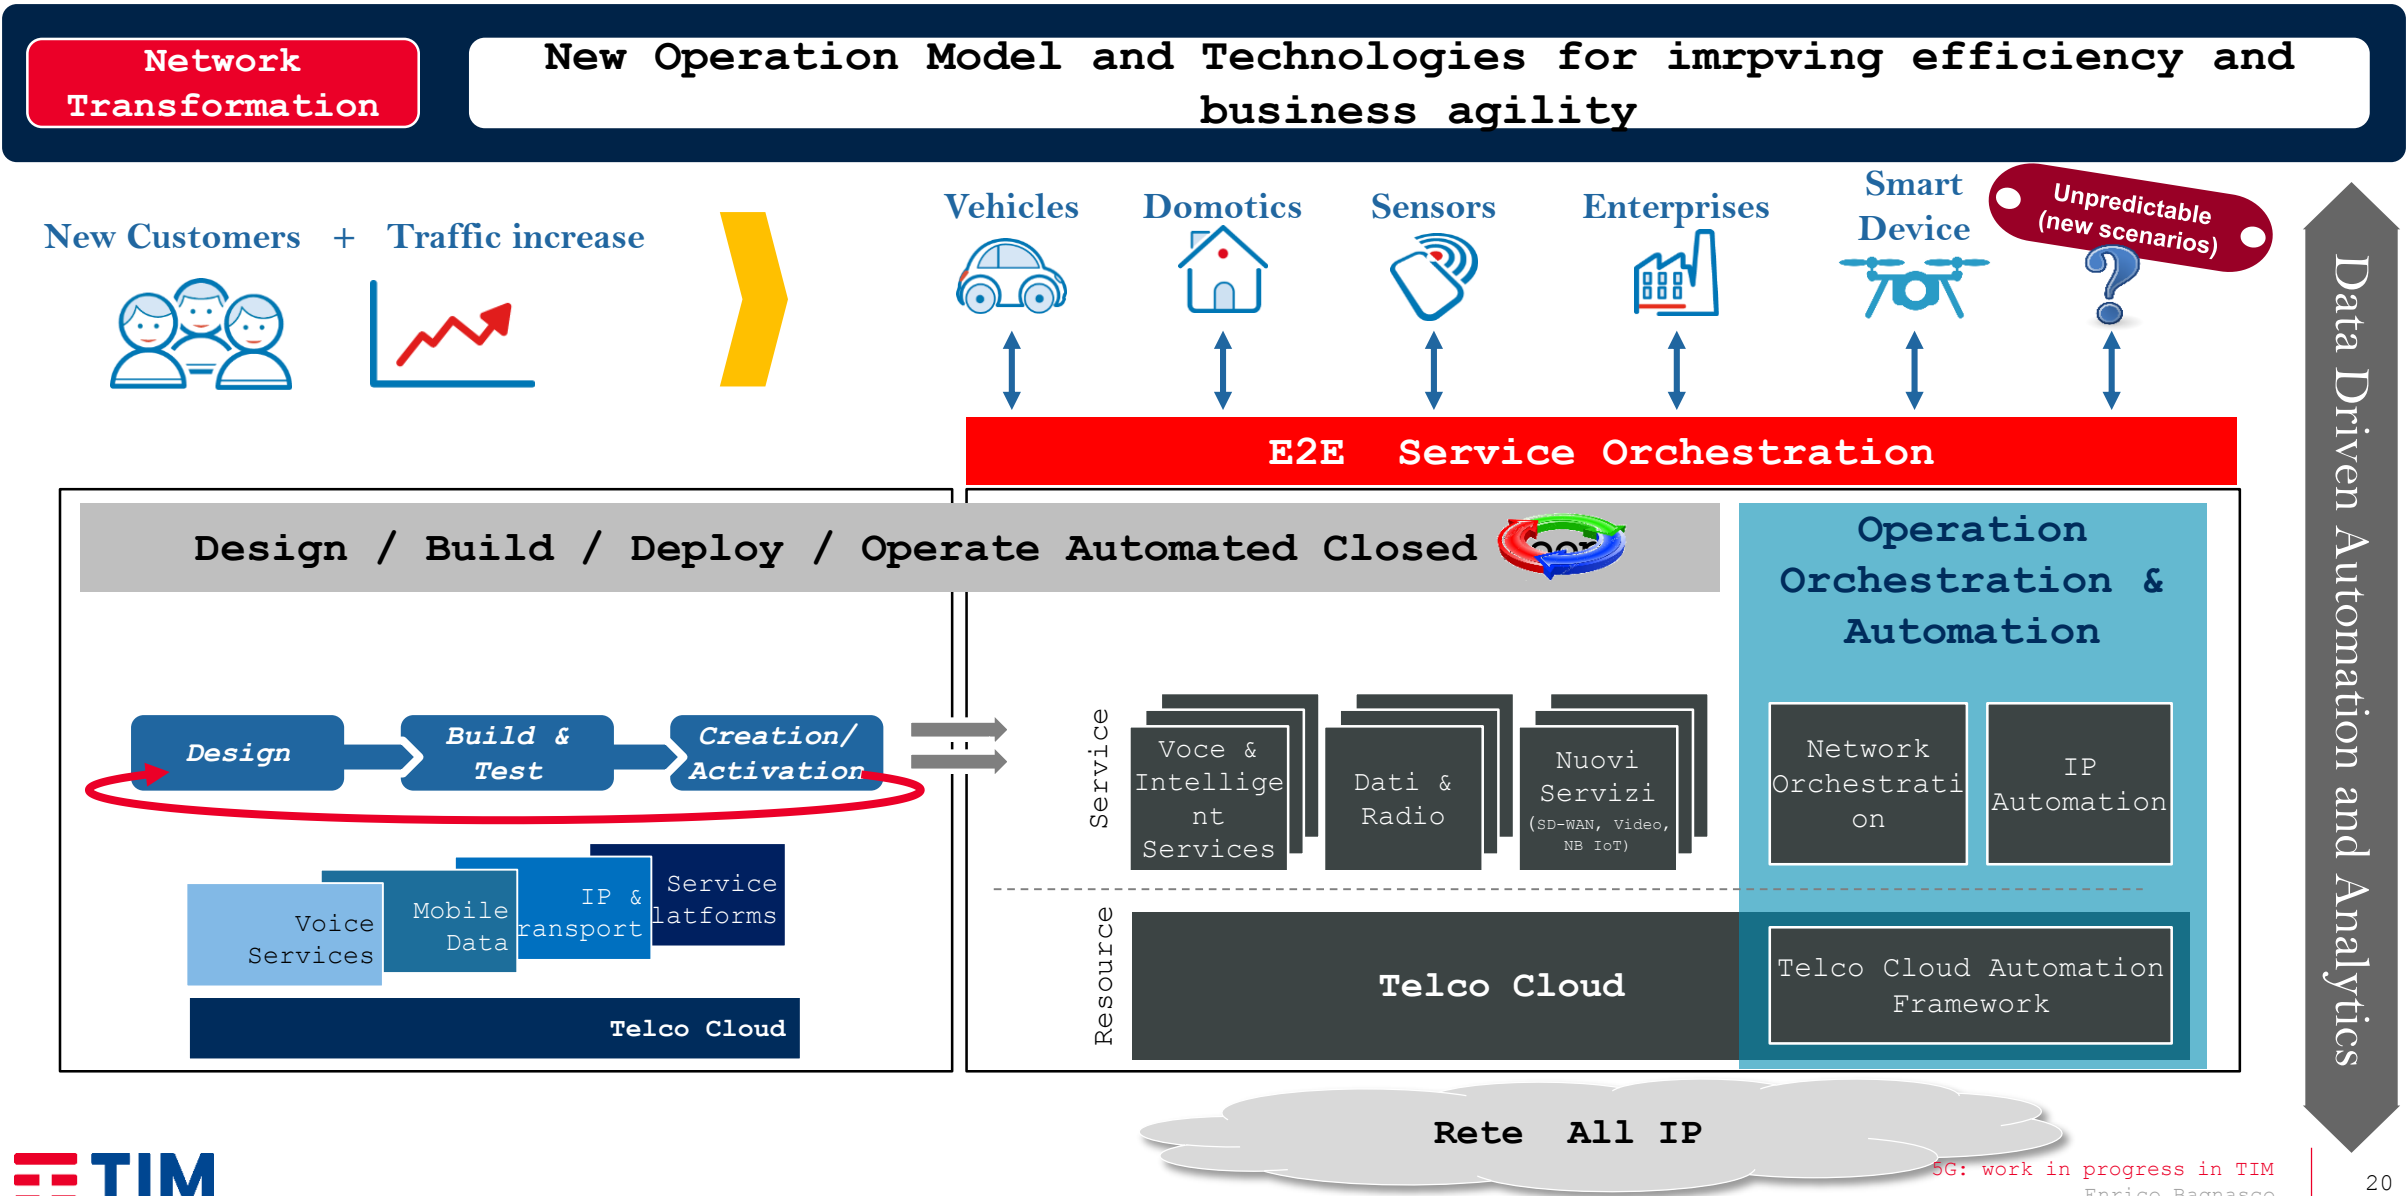 Network
Transformation
New Operation Model and Technologies for imrpving efficiency and
business agility
New Customers + Traffic increase
Vehicles
Domotics
Sensors
Enterprises
Smart
Device
Unpredictable
(new scenarios)
E2E Service Orchestration
Design / Build / Deploy / Operate Automated Closed
Operation
Orchestration &
Automation
Design
Build &
Test
Creation/
Activation
Voice
Services
Mobile
Data
IP &
ransport
Service
latforms
Telco Cloud
Service
Voce &
Intellige
nt
Services
Dati &
Radio
Nuovi
Servizi
(SD-WAN, Video,
NB IoT)
Network
Orchestrati
on
IP
Automation
Resource
Telco Cloud
Telco Cloud Automation
Framework
Rete All IP
Data Driven Automation and Analytics
TIM
5G: work in progress in TIM
Enrico Bagnasco
20